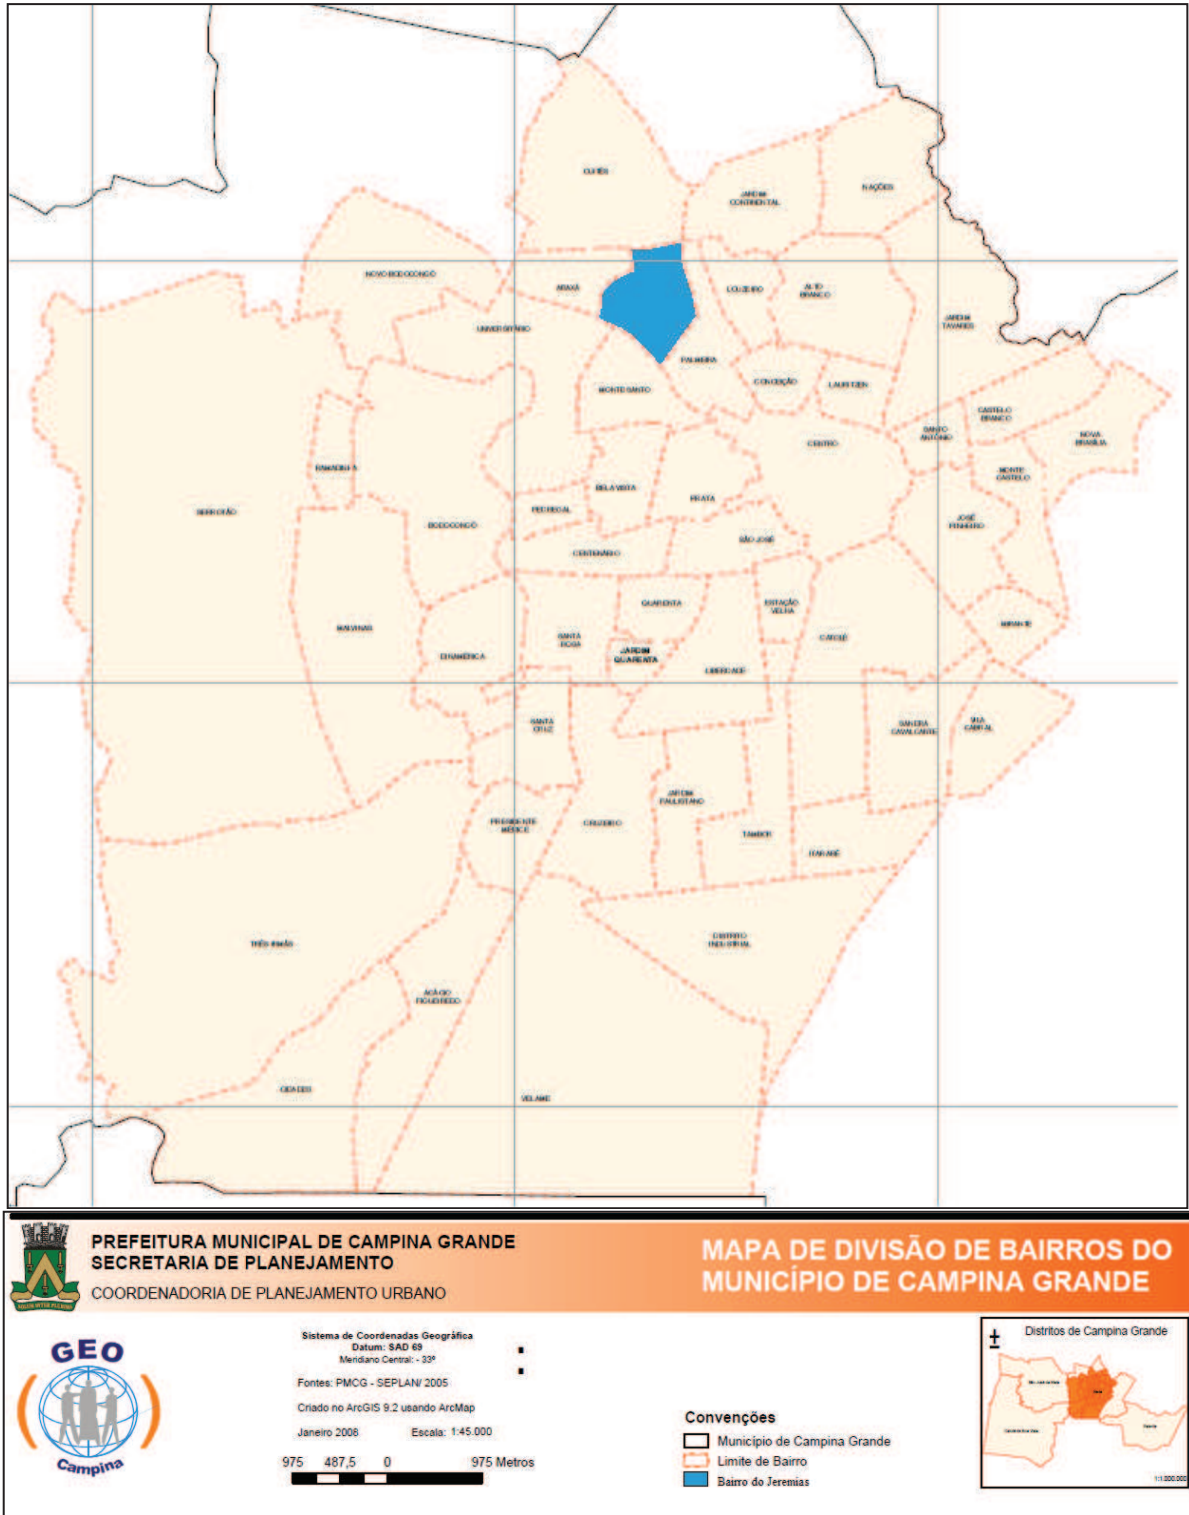 CUITÉS
JARDIM
CONTINENTAL
NAÇÕES
NOVO BODOCONGÓ
ARAXÁ
LOUZEIRO
ALTO
BRANCO
JARDIM
TAVARES
UNIVERSITÁRIO
PALMEIRA
MONTE SANTO
CONCEIÇÃO
LAURITZEN
CASTELO
BRANCO
SANTO
ANTÔNIO
NOVA
BRASÍLIA
CENTRO
RAMADINHA
MONTE
CASTELO
BELA VISTA
PRATA
SERROTÃO
PEDREGAL
BODOCONGÓ
JOSÉ
PINHEIRO
SÃO JOSÉ
CENTENÁRIO
QUARENTA
ESTAÇÃO
VELHA
MALVINAS
SANTA
ROSA
CATOLÉ
MIRANTE
DINAMÉRICA
JARDIM
QUARENTA
LIBERDADE
SANTA
CRUZ
SANDRA
CAVALCANTE
VILA
CABRAL
JARDIM
PAULISTANO
PRESIDENTE
MÉDICE
CRUZEIRO
TAMBOR
ITARARÉ
TRÊS IRMÃS
DISTRITO
INDUSTRIAL
ACÁCIO
FIGUEIREDO
CIDADES
VELAME
PREFEITURA MUNICIPAL DE CAMPINA GRANDE
SECRETARIA DE PLANEJAMENTO
COORDENADORIA DE PLANEJAMENTO URBANO
MAPA DE DIVISÃO DE BAIRROS DO
MUNICÍPIO DE CAMPINA GRANDE
GEO
Campina
Sistema de Coordenadas Geográfica
Datum: SAD 69
Meridiano Central: - 33º
Fontes: PMCG - SEPLAN/ 2005
Criado no ArcGIS 9.2 usando ArcMap
Janeiro 2008 Escala: 1:45.000
975 487,5 0 975 Metros
Convenções
Município de Campina Grande
Limite de Bairro
Bairro do Jeremias
Distritos de Campina Grande
1:1.000.000